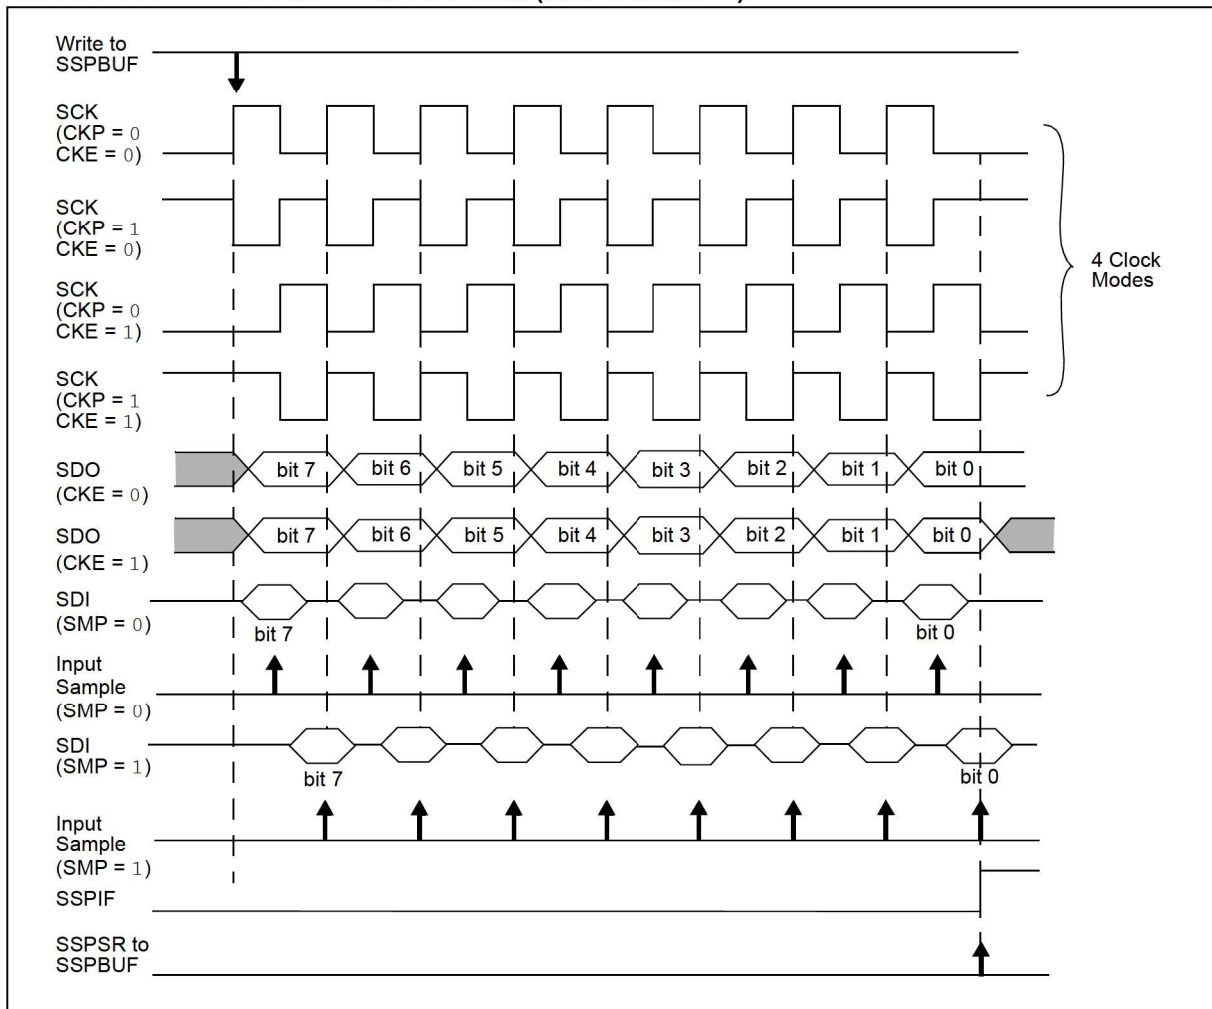 Write to
SSPBUF
SCK
(CKP = 0
CKE = 0)
SCK
(CKP = 1
CKE = 0)
4 Clock
Modes
SCK
(CKP = 0
CKE = 1)
SCK
(CKP = 1
CKE = 1)
SDO
(CKE = 0)
bit 7 bit 6 bit 5 bit 4 bit 3 bit 2 bit 1 bit 0
SDO
(CKE = 1)
bit 7 bit 6 bit 5 bit 4 bit 3 bit 2 bit 1 bit 0
SDI
(SMP = 0)
bit 7 bit 0
Input
Sample
(SMP = 0)
SDI
(SMP = 1)
bit 7 bit 0
Input
Sample
(SMP = 1)
SSPIF
SSPSR to
SSPBUF